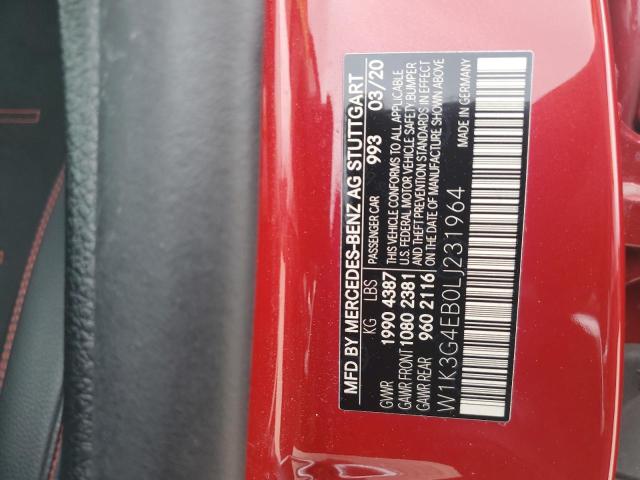 MFD BY MERCEDES-BENZ AG STUTTGART
KG LBS PASSENGER CAR 993 03/20
GVWR 1990 4387 THIS VEHICLE CONFORMS TO ALL APPLICABLE
GAWR FRONT 1080 2381 U.S. FEDERAL MOTOR VEHICLE SAFETY, BUMPER,
GAWR REAR 960 2116 AND THEFT PREVENTION STANDARDS IN EFFECT
ON THE DATE OF MANUFACTURE SHOWN ABOVE
W1K3G4EB0LJ231964
MADE IN GERMANY